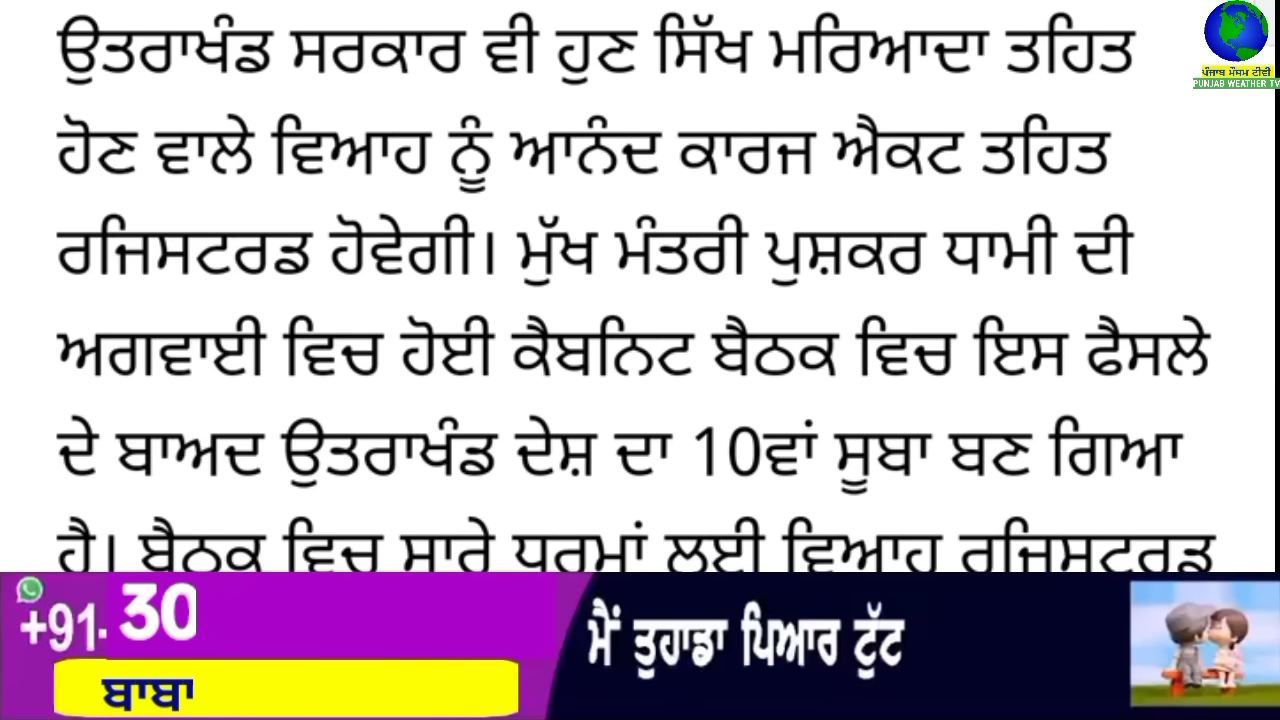 ਉਤਰਾਖੰਡ ਸਰਕਾਰ ਵੀ ਹੁਣ ਸਿੱਖ ਮਰਿਆਦਾ ਤਹਿਤ
ਹੋਣ ਵਾਲੇ ਵਿਆਹ ਨੂੰ ਆਨੰਦ ਕਾਰਜ ਐਕਟ ਤਹਿਤ
ਰਜਿਸਟਰਡ ਹੋਵੇਗੀ। ਮੁੱਖ ਮੰਤਰੀ ਪੁਸ਼ਕਰ ਧਾਮੀ ਦੀ
ਅਗਵਾਈ ਵਿਚ ਹੋਈ ਕੈਬਨਿਟ ਬੈਠਕ ਵਿਚ ਇਸ ਫੈਸਲੇ
ਦੇ ਬਾਅਦ ਉਤਰਾਖੰਡ ਦੇਸ਼ ਦਾ 10ਵਾਂ ਸੂਬਾ ਬਣ ਗਿਆ
ਹੈ। ਬੈਠਕ ਵਿਚ ਸਾਰੇ ਧਰਮਾਂ ਲਈ ਵਿਆਹ ਰਜਿਸਟਰਡ
ਪੰਜਾਬ ਮੌਸਮ ਟੀਵੀ
PUNJAB WEATHER TV
+91- 30
ਬਾਬਾ
ਮੈਂ ਤੁਹਾਡਾ ਪਿਆਰ ਟੁੱਟ